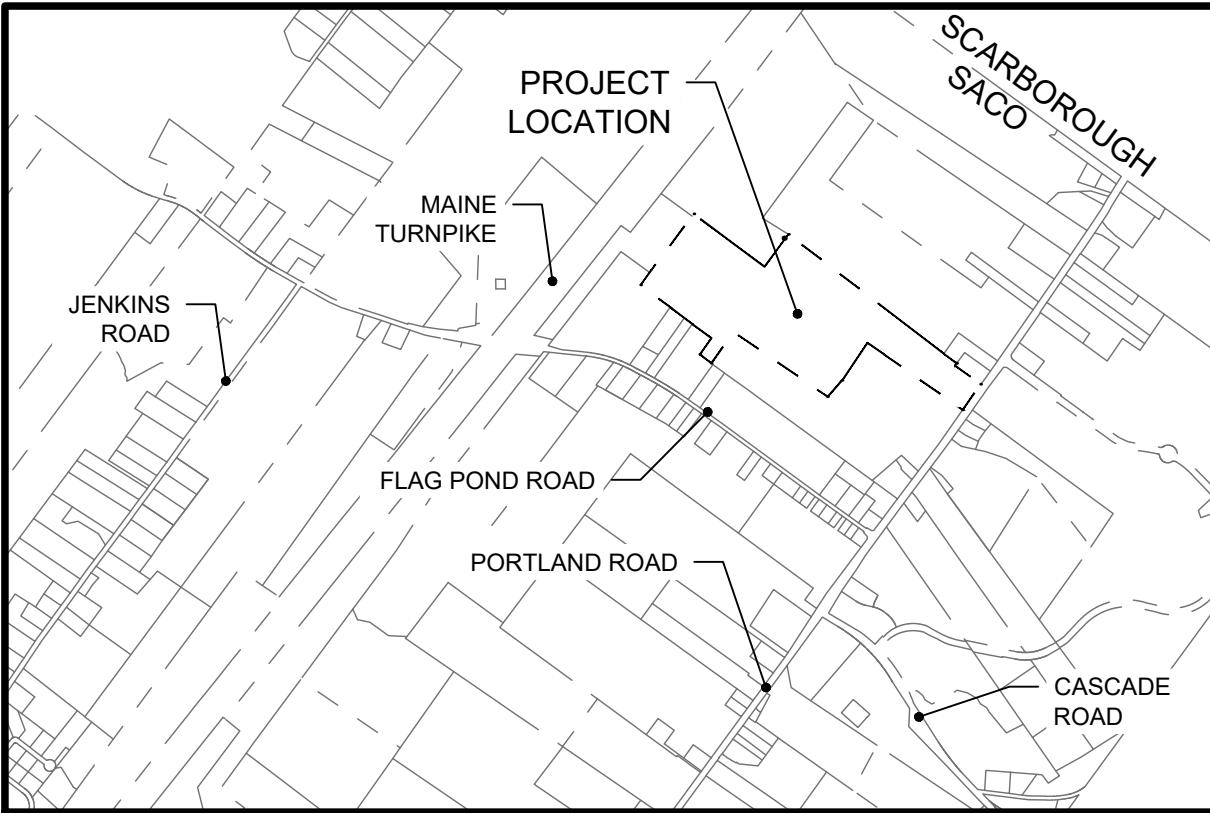 SCARBOROUGH
SACO
PROJECT
LOCATION
MAINE
TURNPIKE
JENKINS
ROAD
FLAG POND ROAD
PORTLAND ROAD
CASCADE
ROAD